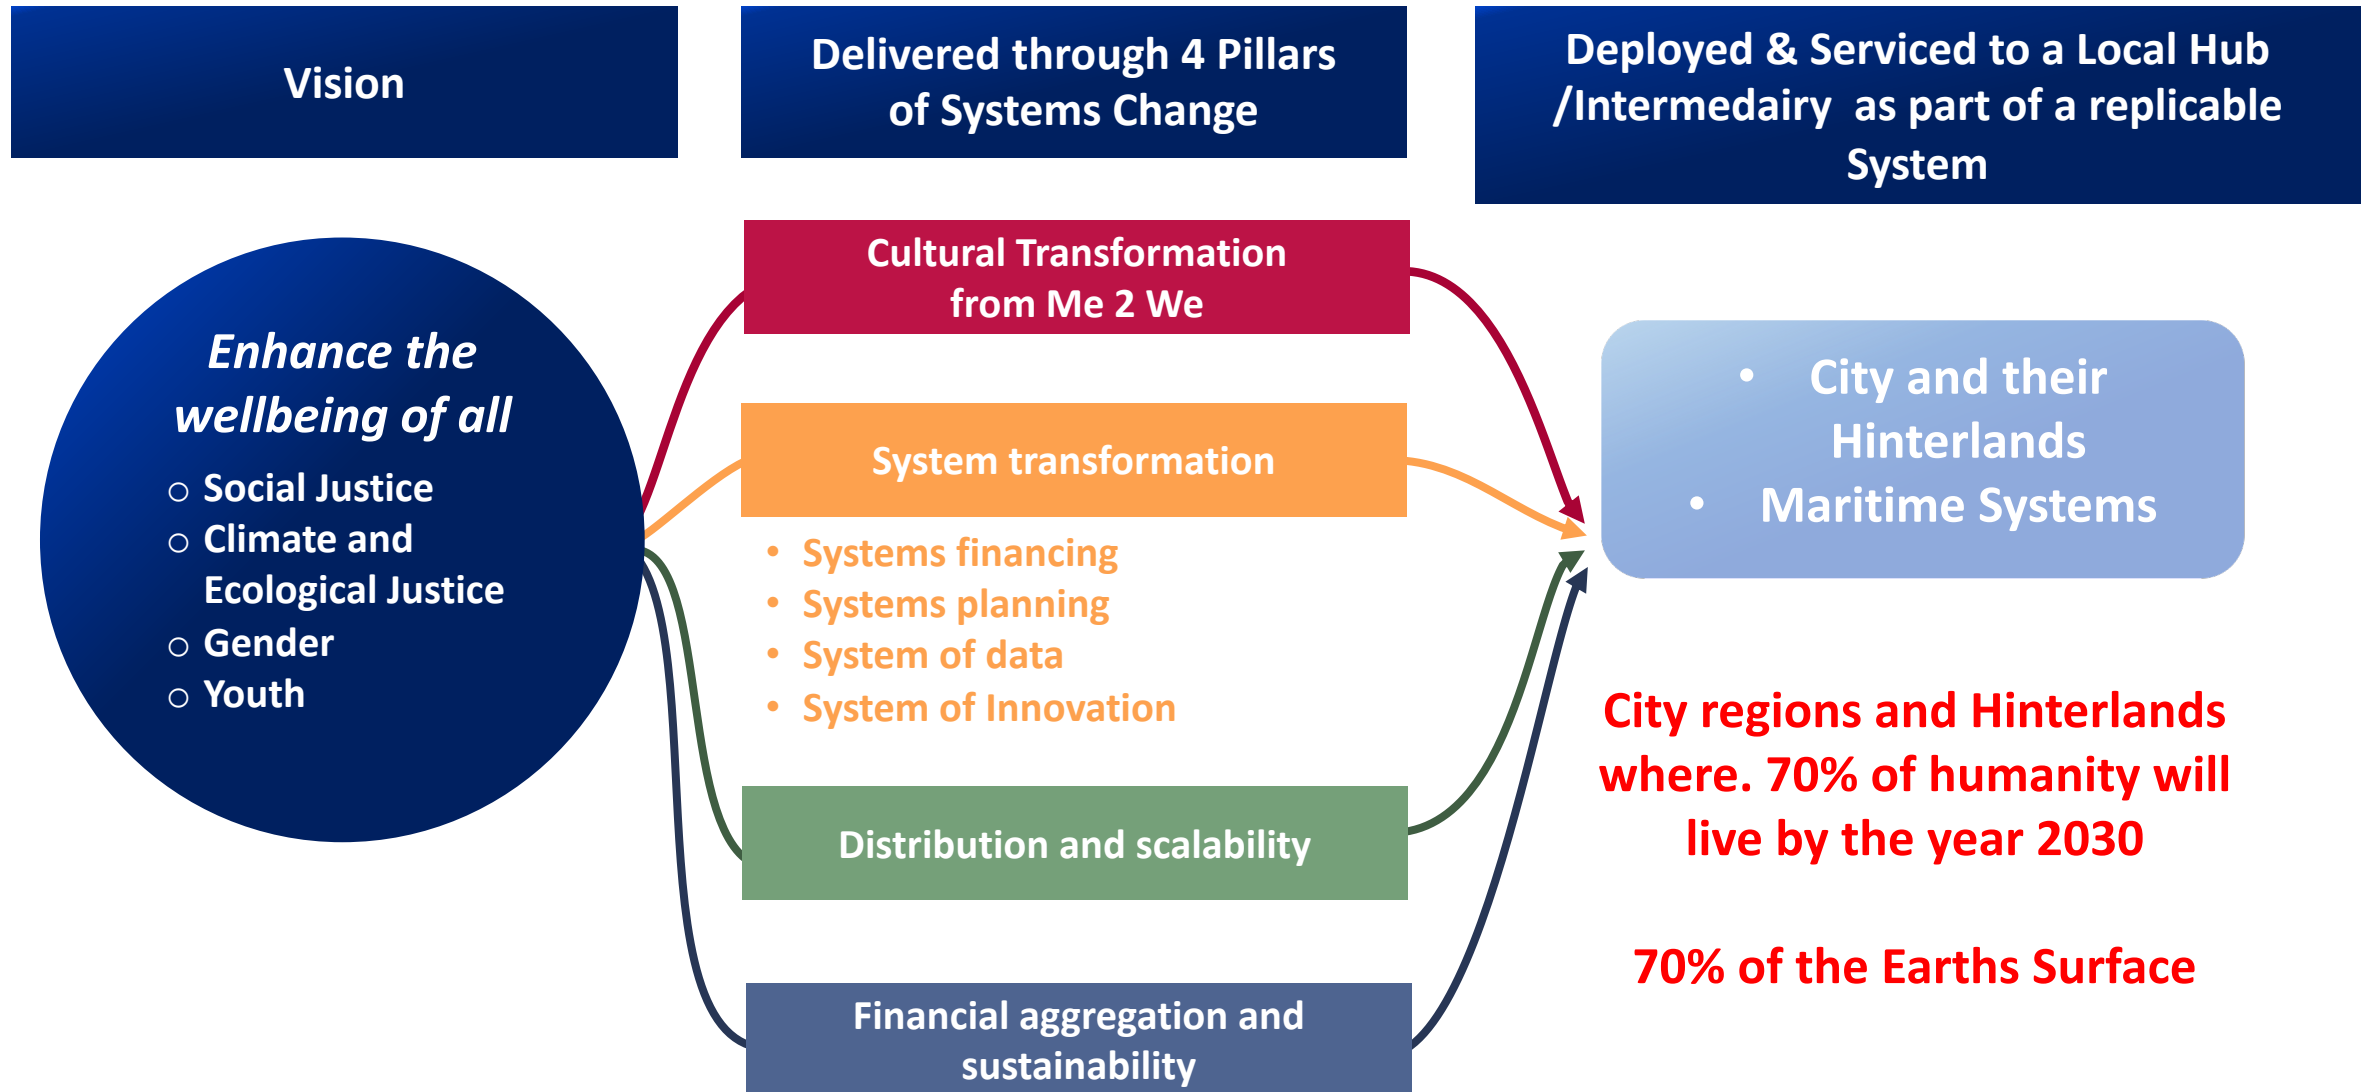 Vision
Delivered through 4 Pillars
of Systems Change
Deployed & Serviced to a Local Hub
/Intermedairy as part of a replicable
System
Enhance the
wellbeing of all
○ Social Justice
○ Climate and
Ecological Justice
○ Gender
○ Youth
Cultural Transformation
from Me 2 We
System transformation
• Systems financing
• Systems planning
• System of data
• System of Innovation
Distribution and scalability
Financial aggregation and
sustainability
• City and their
Hinterlands
• Maritime Systems
City regions and Hinterlands
where. 70% of humanity will
live by the year 2030
70% of the Earths Surface